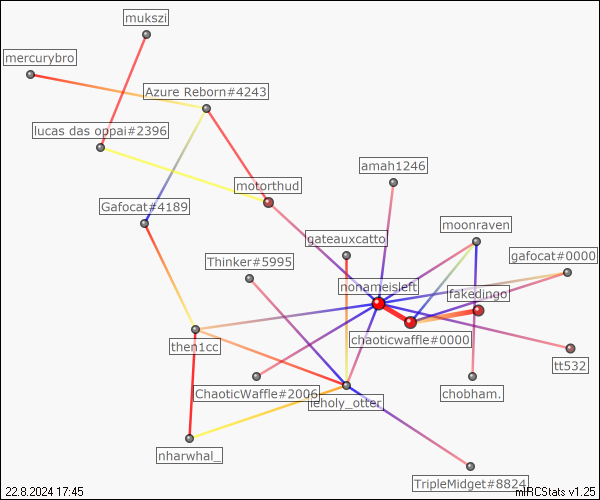 mukszi
mercurybro
Azure Reborn#4243
lucas das oppai#2396
amah1246
motorthud
Gafocat#4189
moonraven
gateauxcatto
gafocat#0000
Thinker#5995
nonameisleft
fakedingo
chaoticwaffle#0000
then1cc
tt532
ChaoticWaffle#2006
chobham.
ieholy_otter
nharwhal_
TripleMidget#8824
22.8.2024 17:45
mIRCStats v1.25